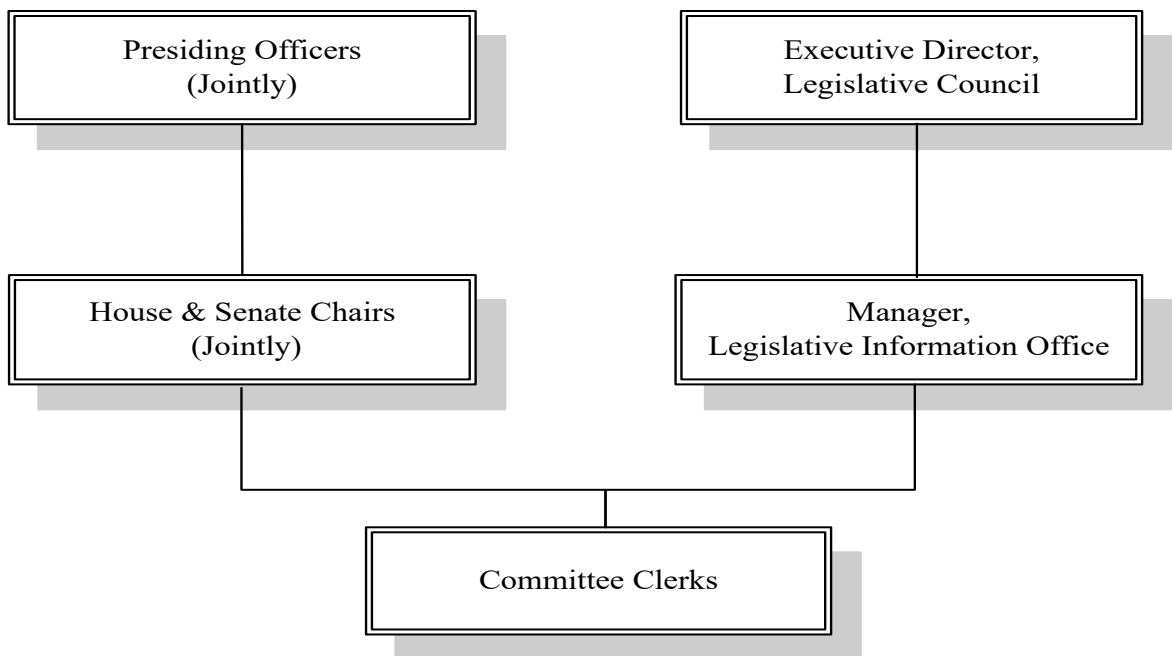 Presiding Officers
(Jointly)
Executive Director,
Legislative Council
House & Senate Chairs
(Jointly)
Manager,
Legislative Information Office
Committee Clerks